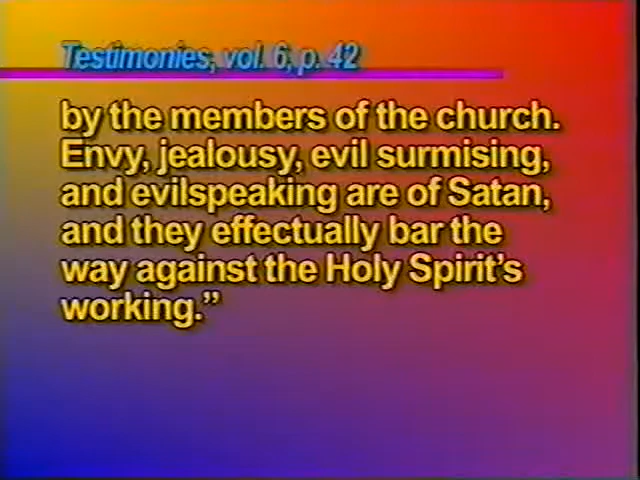 Testimonies, vol. 6, p. 42
by the members of the church.
Envy, jealousy, evil surmising,
and evilspeaking are of Satan,
and they effectually bar the
way against the Holy Spirit's
working.”